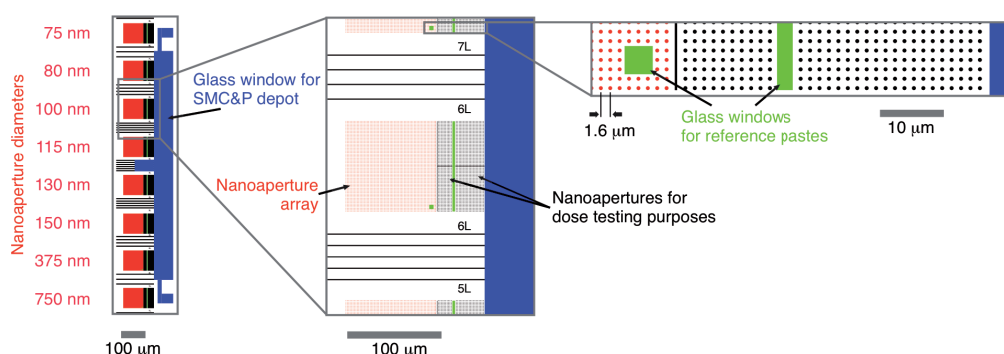 Nanoaperture diameters
75 nm
80 nm
100 nm
115 nm
130 nm
150 nm
375 nm
750 nm
100 µm
Glass window for
SMC&P depot
7L
6L
6L
5L
Nanoaperture
array
Nanoapertures for
dose testing purposes
100 µm
1.6 µm
Glass windows
for reference pastes
10 µm